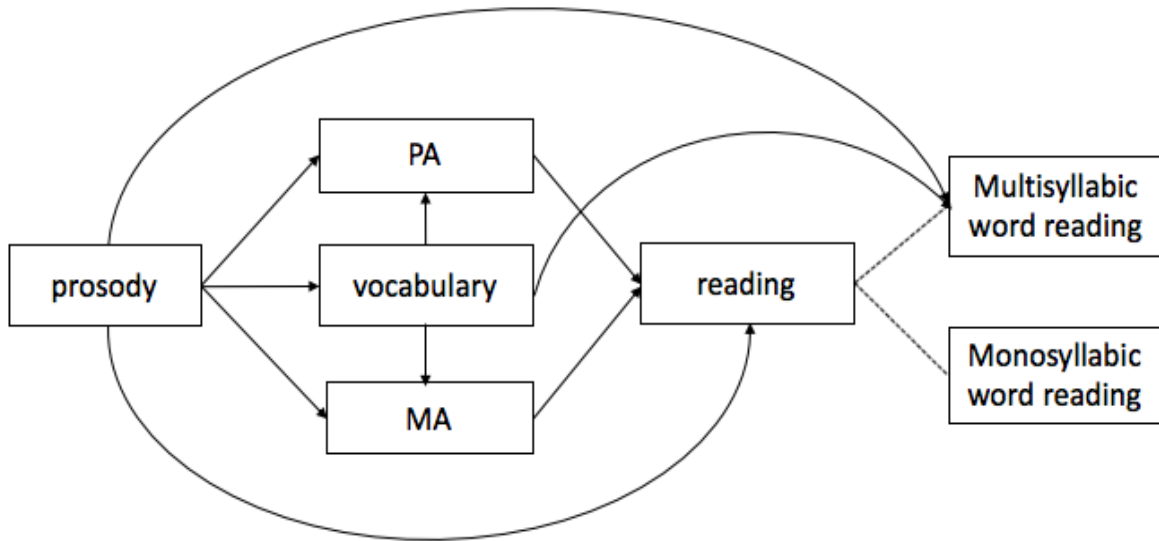 PA
prosody
vocabulary
reading
MA
Multisyllabic
word reading
Monosyllabic
word reading